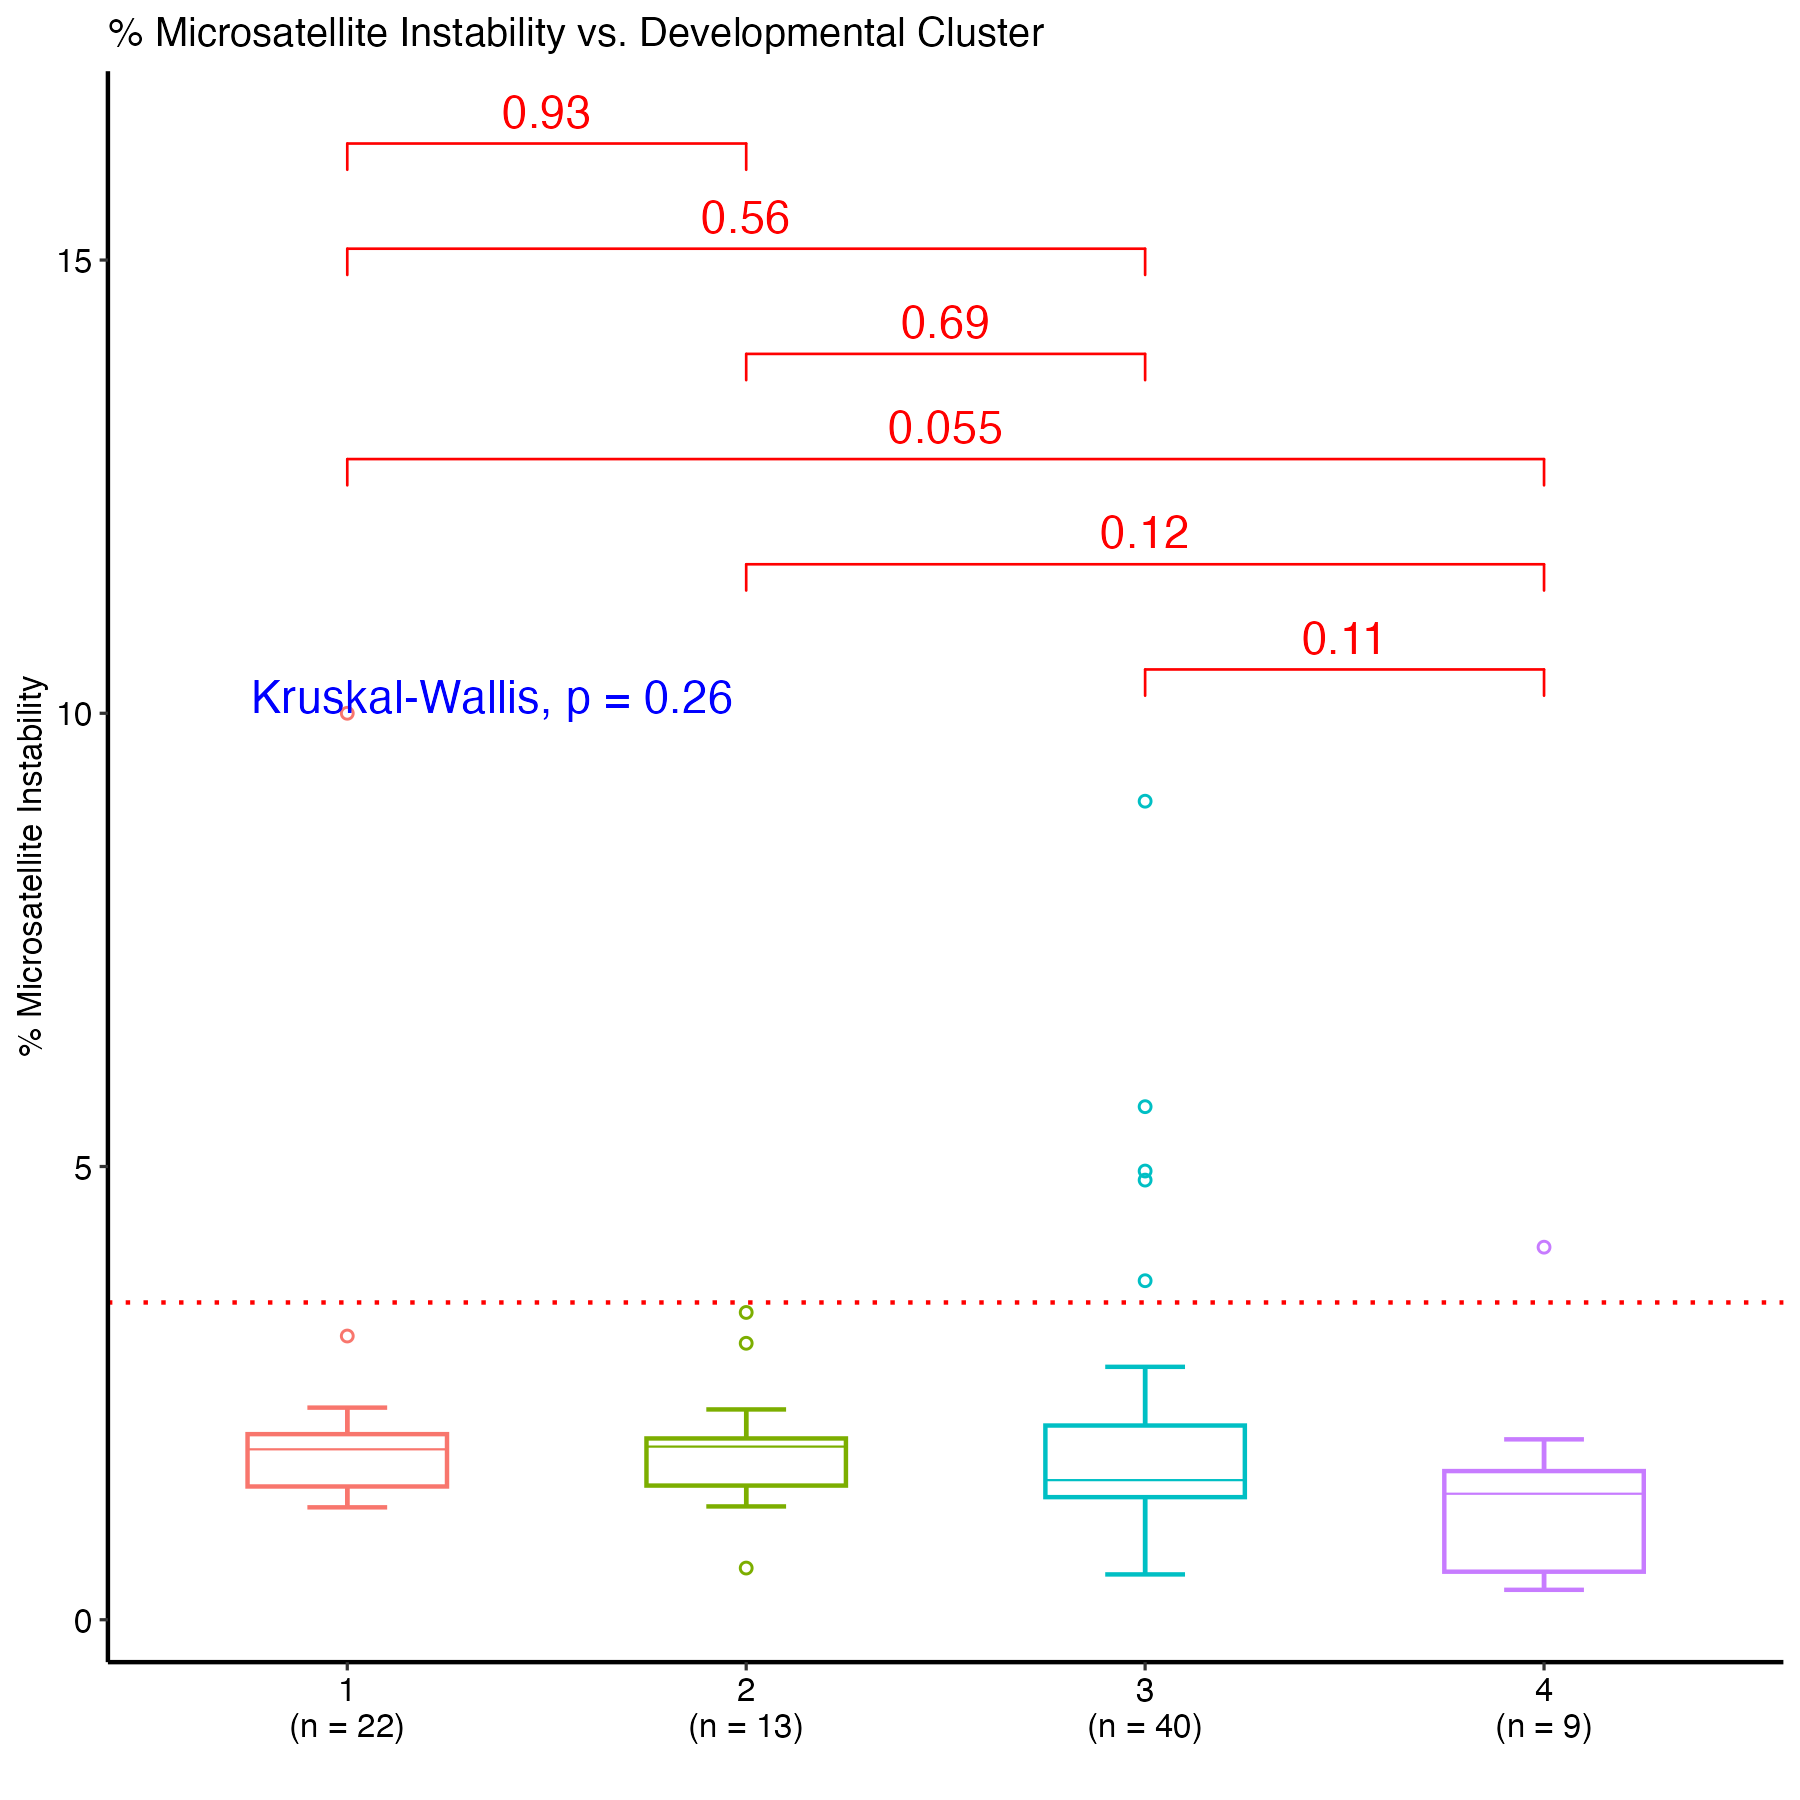 % Microsatellite Instability vs. Developmental Cluster
0.93
0.56
15
0.69
0.055
0.12
0.11
Kruskal-Wallis, p = 0.26
10
% Microsatellite Instability
5
0
1
(n = 22)
2
(n = 13)
3
(n = 40)
4
(n = 9)